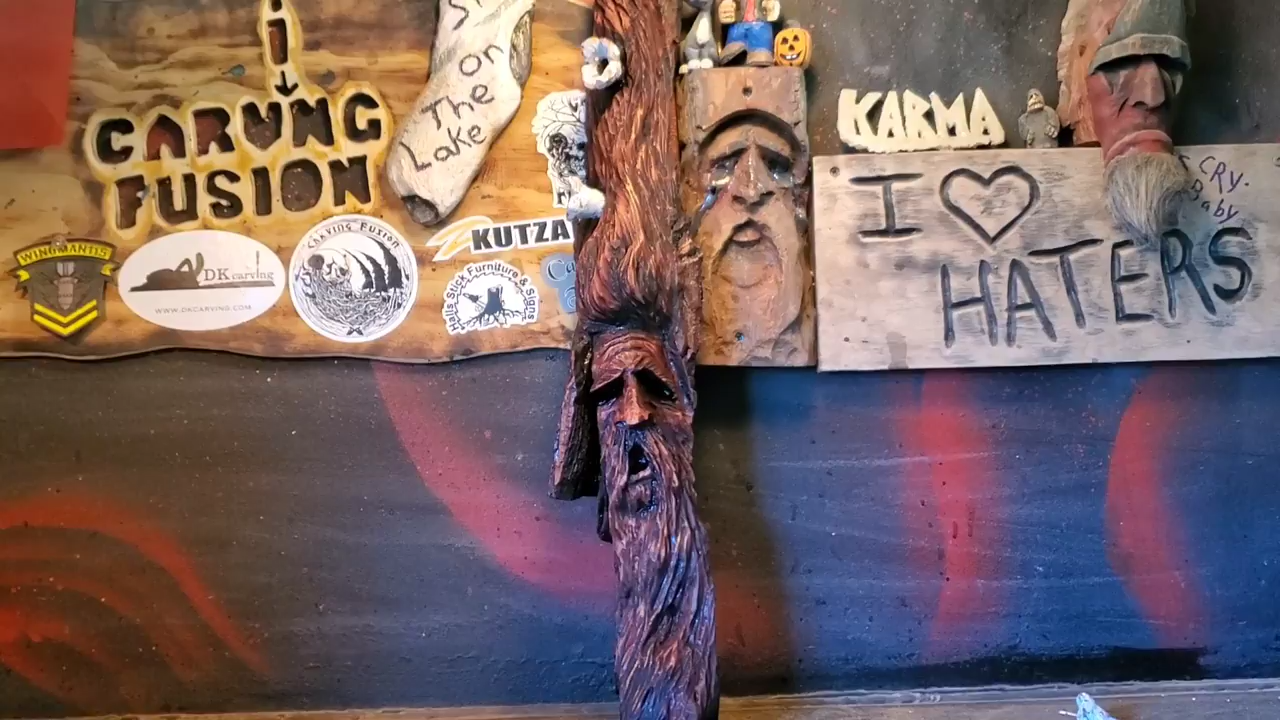 i
CARVING
FUSION
The on
Lake
WINGMANTIS
DK carving
WWW.DKCARVING.COM
CARVING FUSION
KUTZA
Halls Stick Furniture & Signs
KARMA
I ♡
HATERS
CRY.
Baby